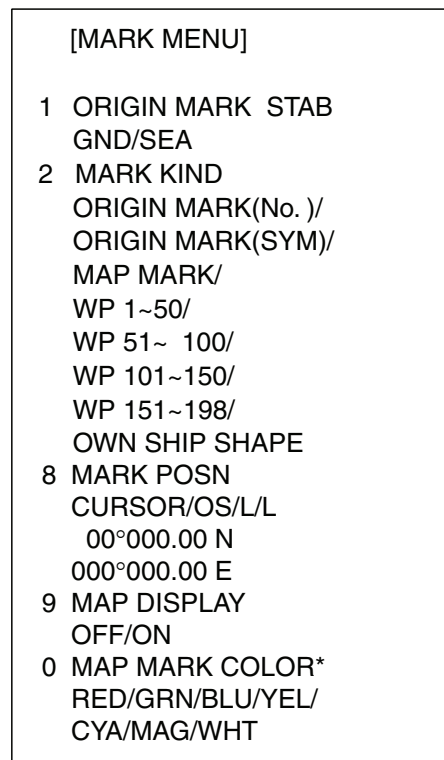 [MARK MENU]
1 ORIGIN MARK STAB
GND/SEA
2 MARK KIND
ORIGIN MARK(No. )/
ORIGIN MARK(SYM)/
MAP MARK/
WP 1~50/
WP 51~ 100/
WP 101~150/
WP 151~198/
OWN SHIP SHAPE
8 MARK POSN
CURSOR/OS/L/L
00°000.00 N
000°000.00 E
9 MAP DISPLAY
OFF/ON
0 MAP MARK COLOR*
RED/GRN/BLU/YEL/
CYA/MAG/WHT